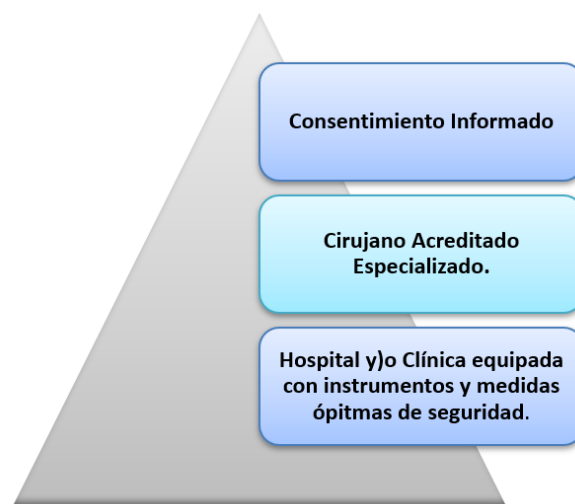 Consentimiento Informado
Cirujano Acreditado
Especializado.
Hospital y)o Clínica equipada
con instrumentos y medidas
ópitmas de seguridad.